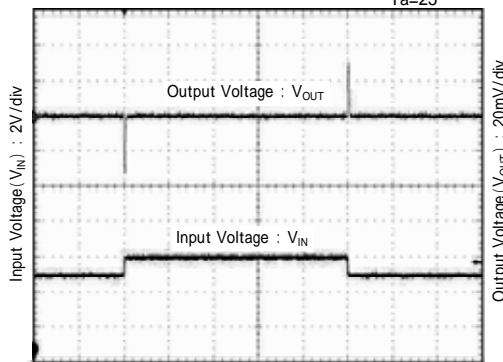 Ta=25
Output Voltage : VOUT
Input Voltage : VIN
Input Voltage(VIN) : 2V/div
Output Voltage(VOUT) : 20mV/div